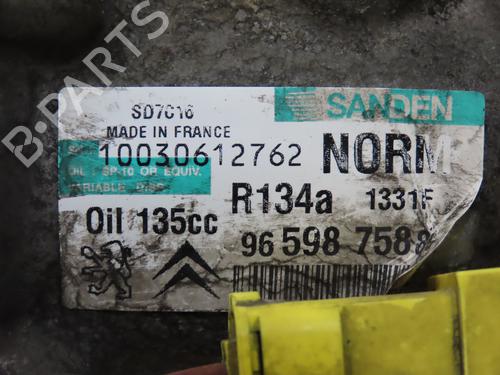 B-PARTS
SD7C16
SANDEN
MADE IN FRANCE
10030612762
NORM
OIL : SP-10 OR EQUIV.
VARIABLE DISP.
Oil 135cc
R134a
1331F
96 598 758